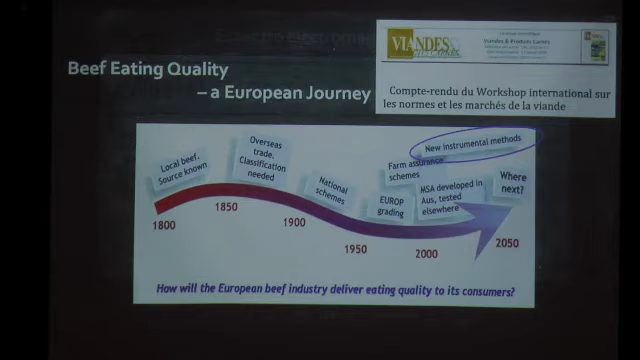 Beef Eating Quality
– a European Journey
VIANDES
Viandes & Produits Carnés
Compte-rendu du Workshop international sur
les normes et les marchés de la viande
Local beef.
Source known
Overseas
trade.
Classification
needed
National
schemes
EUROP
grading
Farm assurance
schemes
New instrumental methods
MSA developed in
Aus, tested
elsewhere
Where
next?
1800
1850
1900
1950
2000
2050
How will the European beef industry deliver eating quality to its consumers?